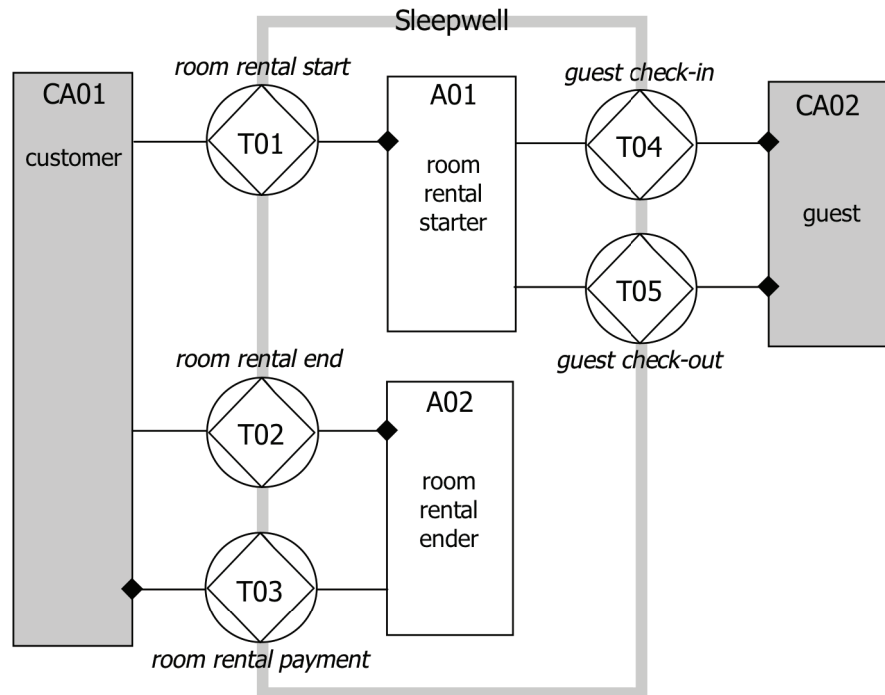 Sleepwell
room rental start
guest check-in
CA01
customer
T01
A01
room
rental
starter
T04
CA02
guest
T05
guest check-out
room rental end
T02
A02
room
rental
ender
T03
room rental payment